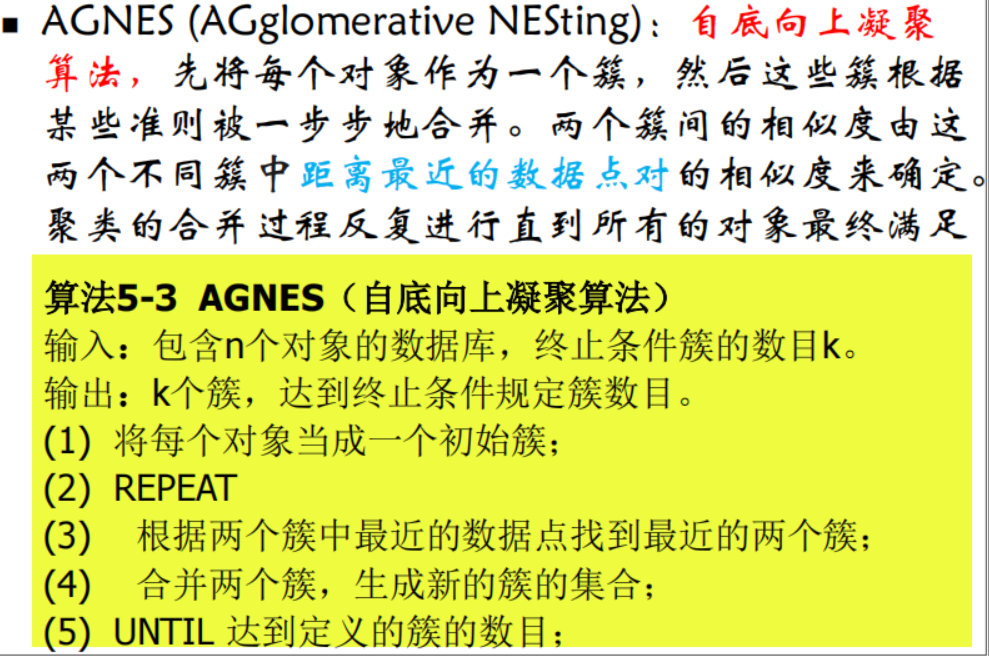 ▪ AGNES (AGglomerative NESting)：自底向上凝聚
算法，先将每个对象作为一个簇，然后这些簇根据
某些准则被一步步地合并。两个簇间的相似度由这
两个不同簇中距离最近的数据点对的相似度来确定。
聚类的合并过程反复进行直到所有的对象最终满足
算法5-3 AGNES（自底向上凝聚算法）
输入：包含n个对象的数据库，终止条件簇的数目k。
输出：k个簇，达到终止条件规定簇数目。
(1) 将每个对象当成一个初始簇；
(2) REPEAT
(3) 根据两个簇中最近的数据点找到最近的两个簇；
(4) 合并两个簇，生成新的簇的集合；
(5) UNTIL 达到定义的簇的数目；